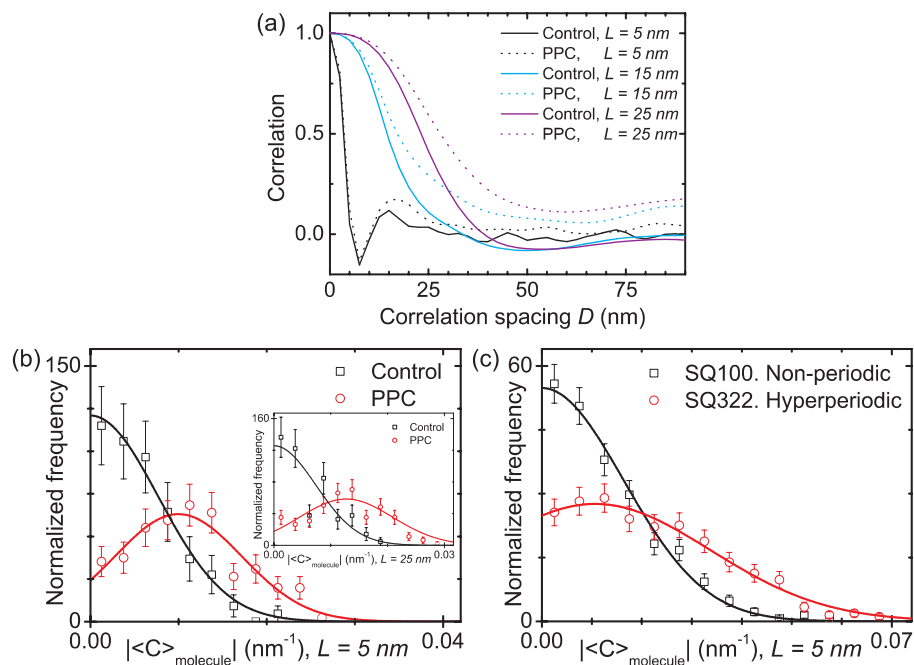 (a)
Control, L = 5 nm
PPC, L = 5 nm
Control, L = 15 nm
PPC, L = 15 nm
Control, L = 25 nm
PPC, L = 25 nm
1.0
0.5
0.0
Correlation
0 25 50 75
Correlation spacing D (nm)
(b)
150
0
Normalized frequency
Control
PPC
160
0
Normalized frequency
Control
PPC
0.00 0.03
|<C>molecule| (nm-1), L = 25 nm
0.00 0.04
|<C>molecule| (nm-1), L = 5 nm
(c)
60
0
Normalized frequency
SQ100. Non-periodic
SQ322. Hyperperiodic
0.00 0.07
|<C>molecule| (nm-1), L = 5 nm